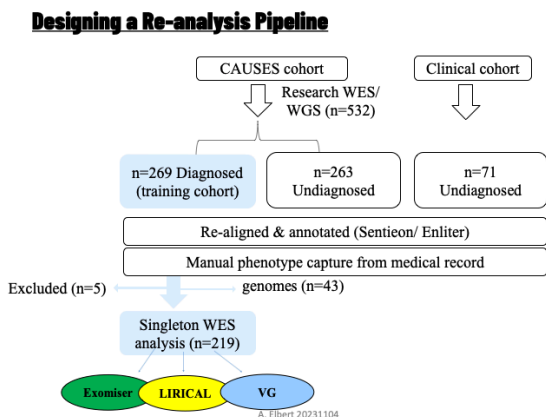 Designing a Re-analysis Pipeline
CAUSES cohort
Clinical cohort
Research WES/
WGS (n=532)
n=269 Diagnosed
(training cohort)
n=263
Undiagnosed
n=71
Undiagnosed
Re-aligned & annotated (Sentieon/ Enliter)
Manual phenotype capture from medical record
Excluded (n=5)
genomes (n=43)
Singleton WES
analysis (n=219)
Exomiser
LIRICAL
VG
A. Elbert 20231104